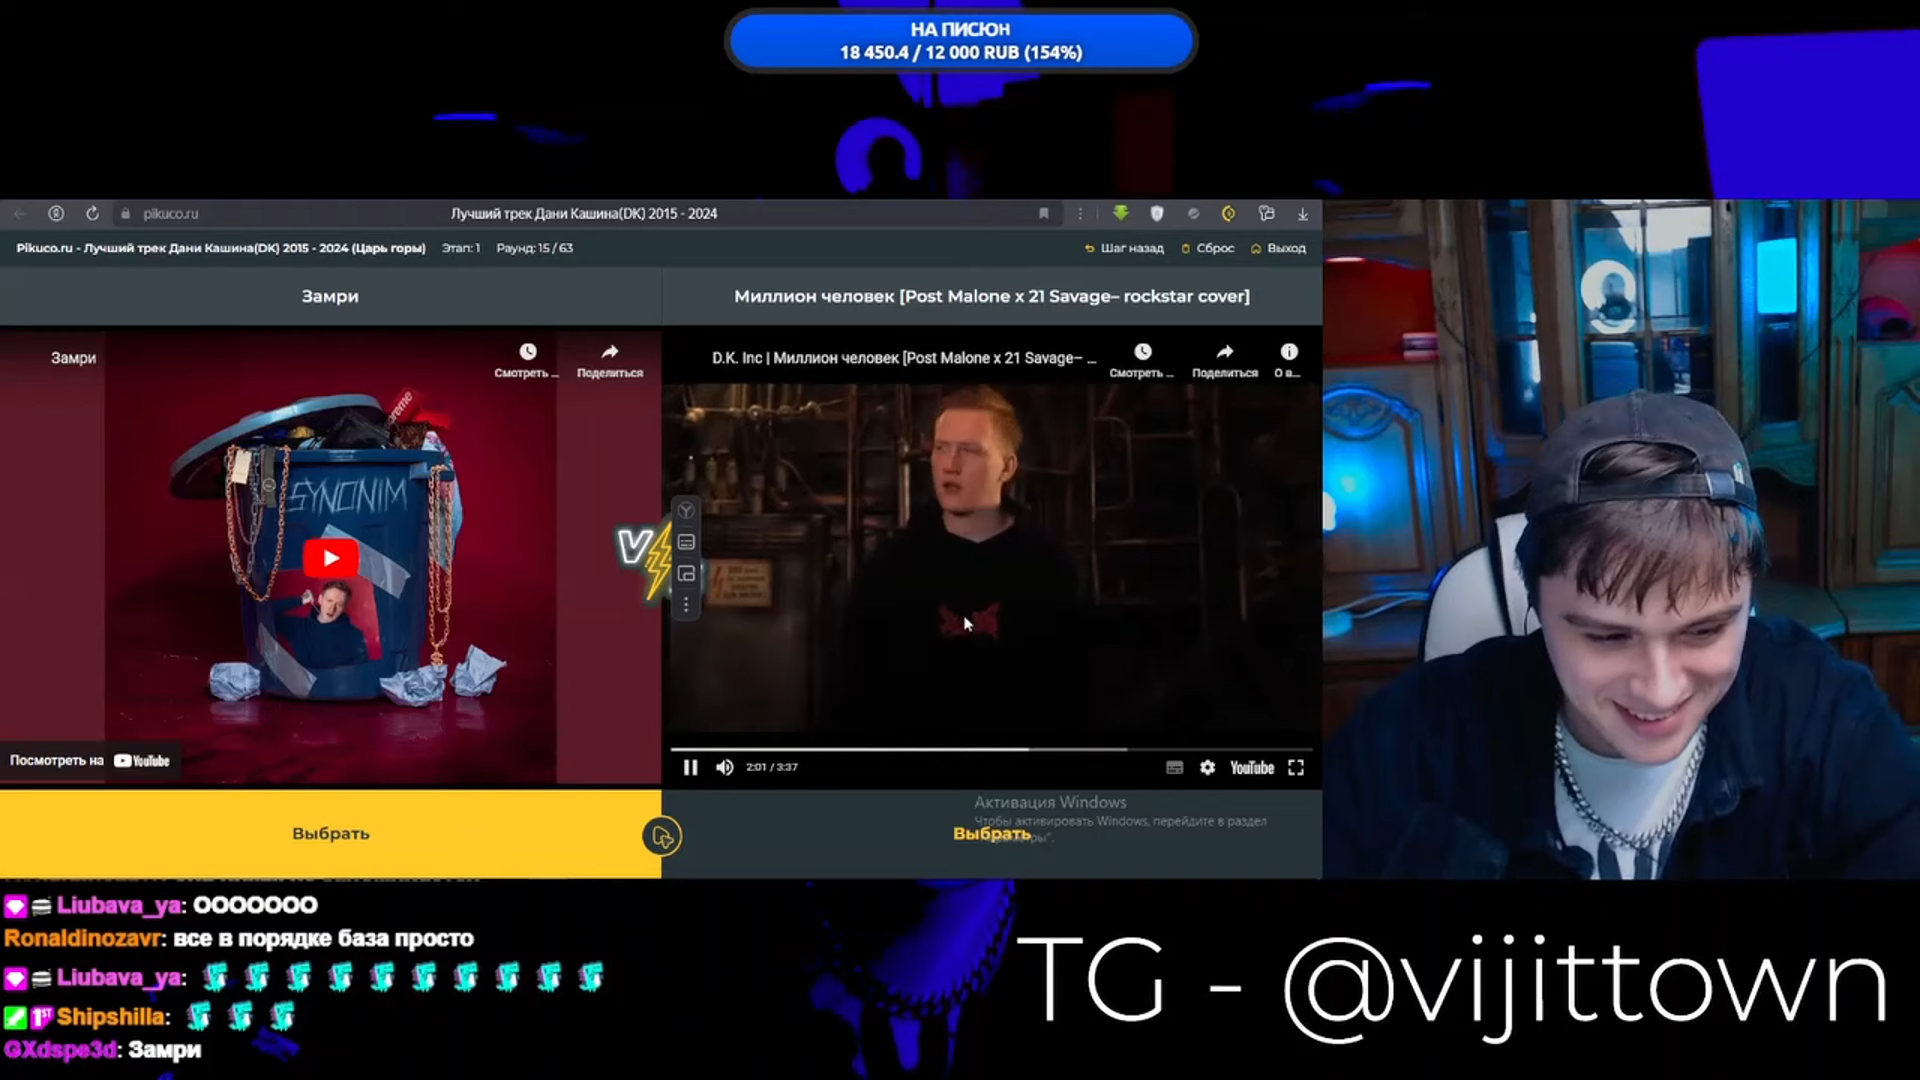 НА ПИСЮН
18 450.4 / 12 000 RUB (154%)
pikuco.ru
Лучший трек Дани Кашина(DK) 2015 - 2024
Pikuco.ru - Лучший трек Дани Кашина(DK) 2015 - 2024 (Царь горы) Этап: 1 Раунд: 15 / 63
Шаг назад Сброс Выход
Замри
Миллион человек [Post Malone x 21 Savage– rockstar cover]
Замри
Смотреть ...
Поделиться
D.K. Inc | Миллион человек [Post Malone x 21 Savage– ...
Смотреть ...
Поделиться
О в...
SYNONIM
Посмотреть на YouTube
2:01 / 3:37
YouTube
Активация Windows
Чтобы активировать Windows, перейдите в раздел
Выбрать
Выбрать
Liubava_ya: ООООООО
Ronaldinozavr: все в порядке база просто
Liubava_ya:
1ST Shipshilla:
GXdspe3d: Замри
TG - @vijittown